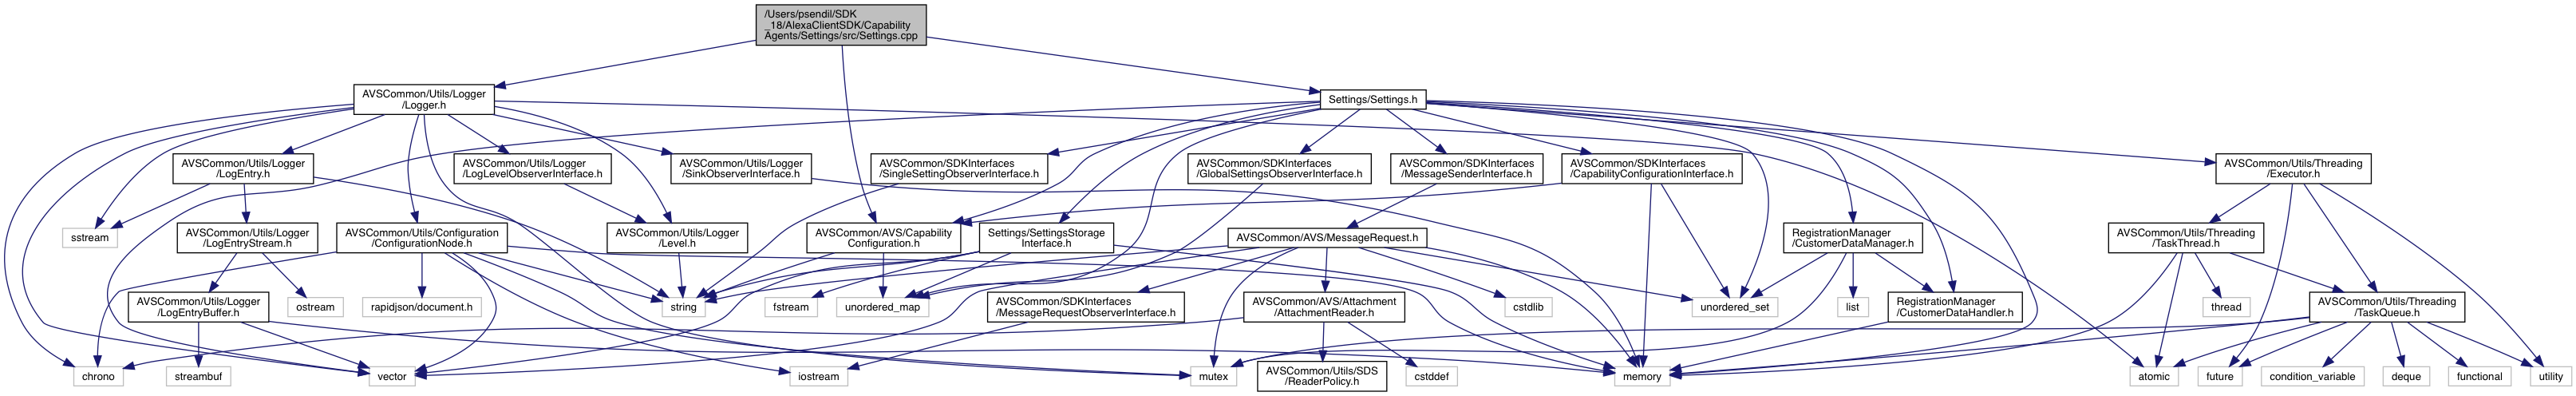 /Users/psendil/SDK
_18/AlexaClientSDK/Capability
Agents/Settings/src/Settings.cpp
AVSCommon/Utils/Logger
/Logger.h
Settings/Settings.h
AVSCommon/Utils/Logger
/LogEntry.h
AVSCommon/Utils/Logger
/LogLevelObserverInterface.h
AVSCommon/Utils/Logger
/SinkObserverInterface.h
AVSCommon/SDKInterfaces
/SingleSettingObserverInterface.h
AVSCommon/SDKInterfaces
/GlobalSettingsObserverInterface.h
AVSCommon/SDKInterfaces
/MessageSenderInterface.h
AVSCommon/SDKInterfaces
/CapabilityConfigurationInterface.h
AVSCommon/Utils/Threading
/Executor.h
sstream
AVSCommon/Utils/Logger
/LogEntryStream.h
AVSCommon/Utils/Configuration
/ConfigurationNode.h
AVSCommon/Utils/Logger
/Level.h
AVSCommon/AVS/Capability
Configuration.h
Settings/SettingsStorage
Interface.h
AVSCommon/AVS/MessageRequest.h
RegistrationManager
/CustomerDataManager.h
AVSCommon/Utils/Threading
/TaskThread.h
AVSCommon/Utils/Logger
/LogEntryBuffer.h
ostream
rapidjson/document.h
string
fstream
unordered_map
AVSCommon/SDKInterfaces
/MessageRequestObserverInterface.h
AVSCommon/AVS/Attachment
/AttachmentReader.h
cstdlib
unordered_set
list
RegistrationManager
/CustomerDataHandler.h
thread
AVSCommon/Utils/Threading
/TaskQueue.h
chrono
streambuf
vector
iostream
mutex
AVSCommon/Utils/SDS
/ReaderPolicy.h
cstddef
memory
atomic
future
condition_variable
deque
functional
utility